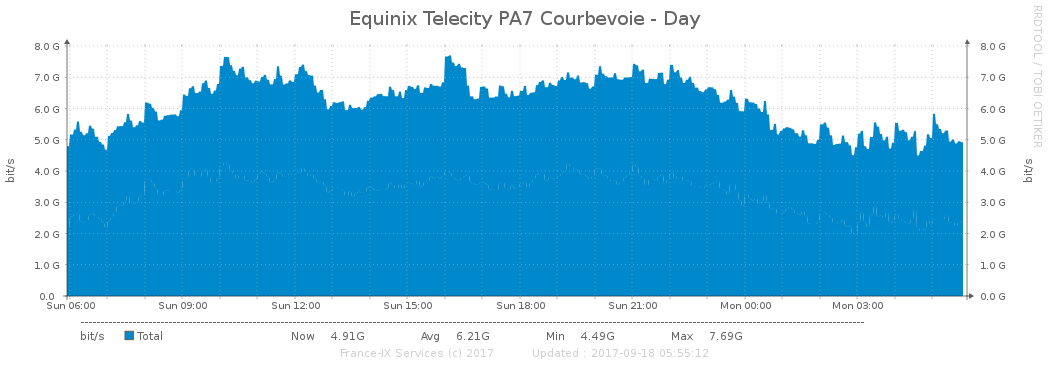 Equinix Telecity PA7 Courbevoie - Day
RRDTOOL / TOBI OETIKER
bit/s
8.0 G
7.0 G
6.0 G
5.0 G
4.0 G
3.0 G
2.0 G
1.0 G
0.0
8.0 G
7.0 G
6.0 G
5.0 G
4.0 G
3.0 G
2.0 G
1.0 G
0.0 G
bit/s
Sun 06:00 Sun 09:00 Sun 12:00 Sun 15:00 Sun 18:00 Sun 21:00 Mon 00:00 Mon 03:00
bit/s Total Now 4.91G Avg 6.21G Min 4.49G Max 7.69G
France-IX Services (c) 2017 Updated : 2017-09-18 05:55:12